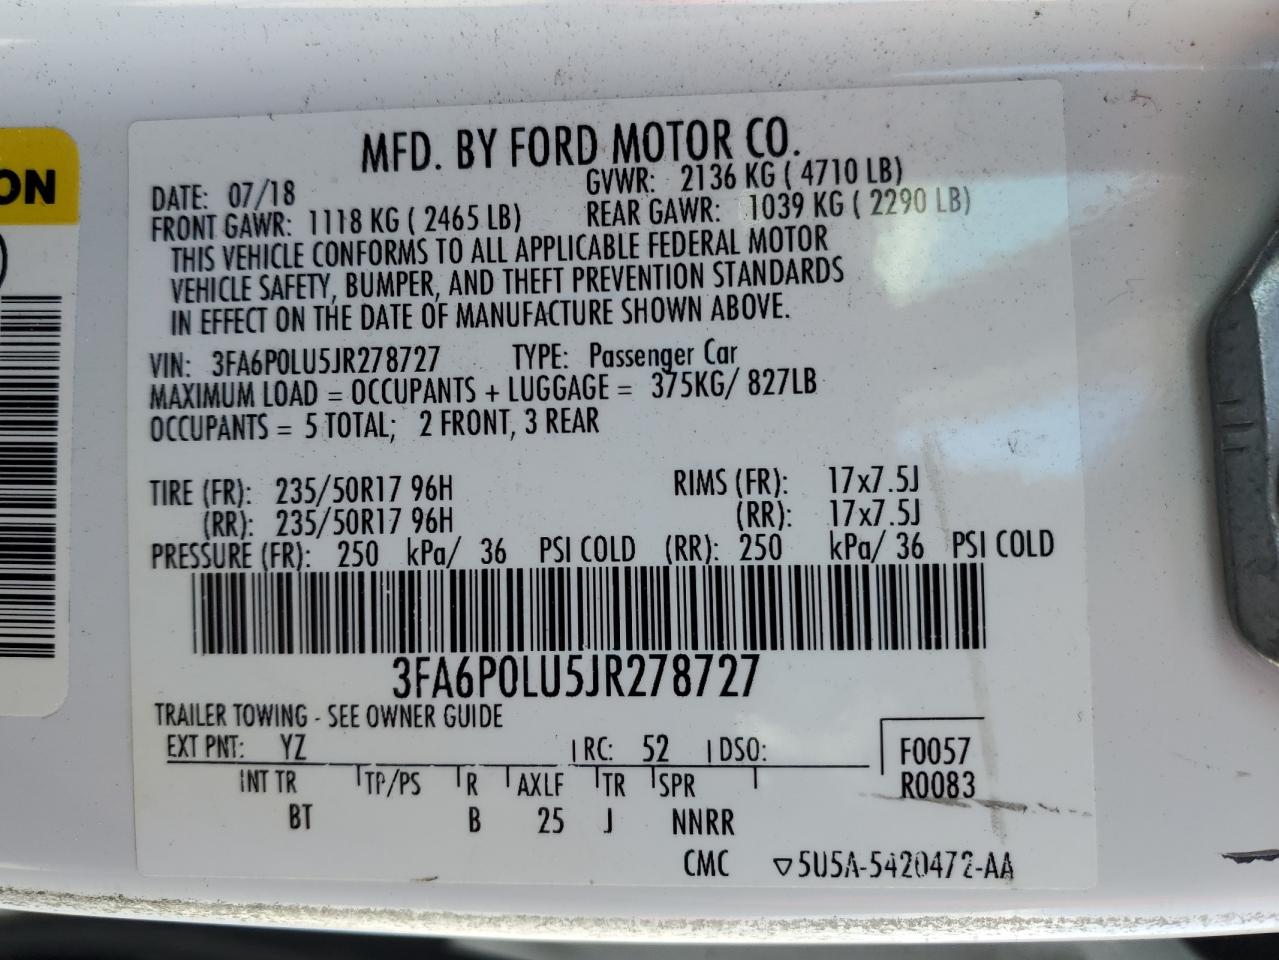 ON
MFD. BY FORD MOTOR CO.
DATE: 07/18 GVWR: 2136 KG ( 4710 LB)
FRONT GAWR: 1118 KG ( 2465 LB) REAR GAWR: 1039 KG ( 2290 LB)
THIS VEHICLE CONFORMS TO ALL APPLICABLE FEDERAL MOTOR
VEHICLE SAFETY, BUMPER, AND THEFT PREVENTION STANDARDS
IN EFFECT ON THE DATE OF MANUFACTURE SHOWN ABOVE.
VIN: 3FA6P0LU5JR278727 TYPE: Passenger Car
MAXIMUM LOAD = OCCUPANTS + LUGGAGE = 375KG/ 827LB
OCCUPANTS = 5 TOTAL; 2 FRONT, 3 REAR
TIRE (FR): 235/50R17 96H RIMS (FR): 17x7.5J
(RR): 235/50R17 96H (RR): 17x7.5J
PRESSURE (FR): 250 kPa/ 36 PSI COLD (RR): 250 kPa/ 36 PSI COLD
3FA6P0LU5JR278727
TRAILER TOWING - SEE OWNER GUIDE
EXT PNT: YZ RC: 52 DSO: F0057
INT TR TP/PS R AXLE TR SPR R0083
BT B 25 J NNRR
CMC ▽5U5A-5420472-AA